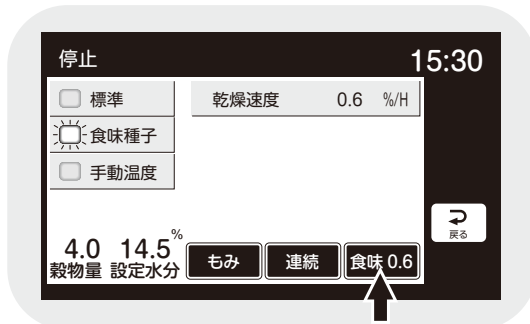 停止 15:30
標準
乾燥速度 0.6 %/H
食味種子
手動温度
戻る
4.0 14.5%
穀物量 設定水分
もみ 連続 食味 0.6